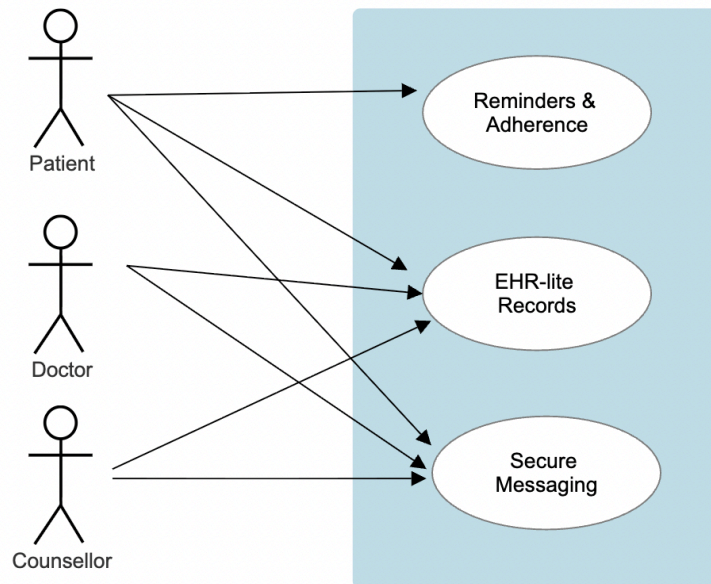 Patient
Reminders &
Adherence
Doctor
EHR-lite
Records
Counsellor
Secure
Messaging